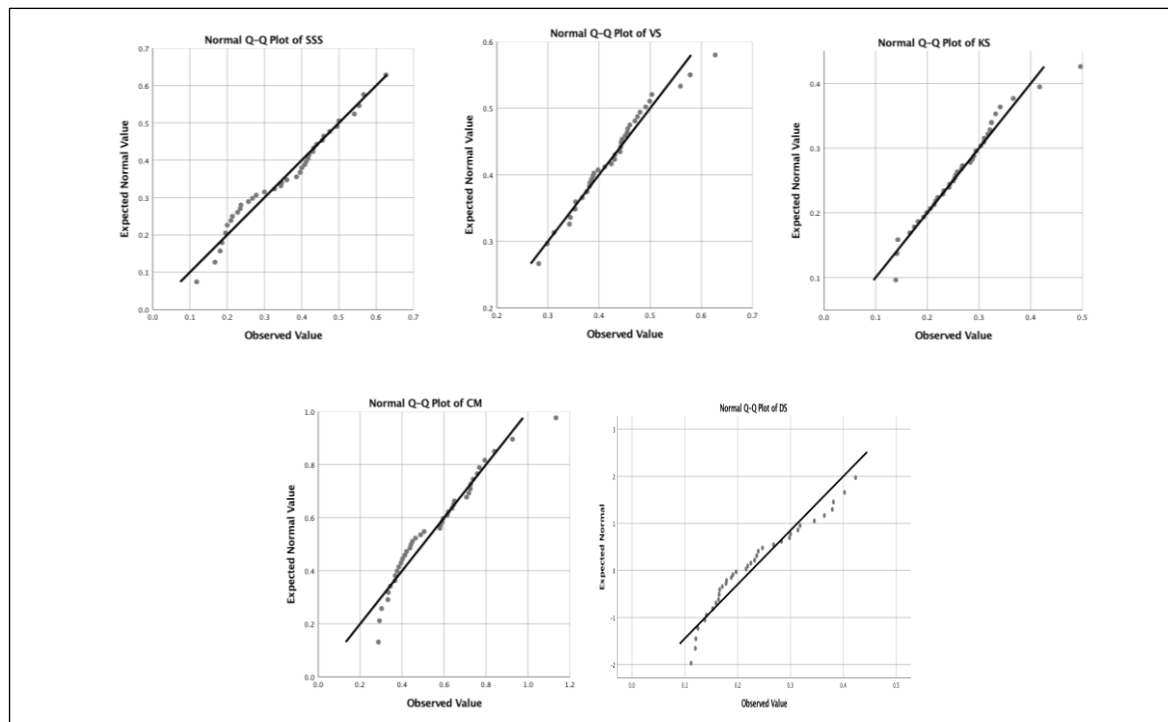 Normal Q-Q Plot of SSS
Expected Normal Value
0.7
0.6
0.5
0.4
0.3
0.2
0.1
0.0
0.0 0.1 0.2 0.3 0.4 0.5 0.6 0.7
Observed Value
Normal Q-Q Plot of VS
Expected Normal Value
0.6
0.5
0.4
0.3
0.2
0.2 0.3 0.4 0.5 0.6 0.7
Observed Value
Normal Q-Q Plot of KS
Expected Normal Value
0.4
0.3
0.2
0.1
0.0 0.1 0.2 0.3 0.4 0.5
Observed Value
Normal Q-Q Plot of CM
Expected Normal Value
1.0
0.8
0.6
0.4
0.2
0.0
0.0 0.2 0.4 0.6 0.8 1.0 1.2
Observed Value
Normal Q-Q Plot of DS
Expected Normal
3
2
1
0
-1
-2
0.0 0.1 0.2 0.3 0.4 0.5
Observed Value